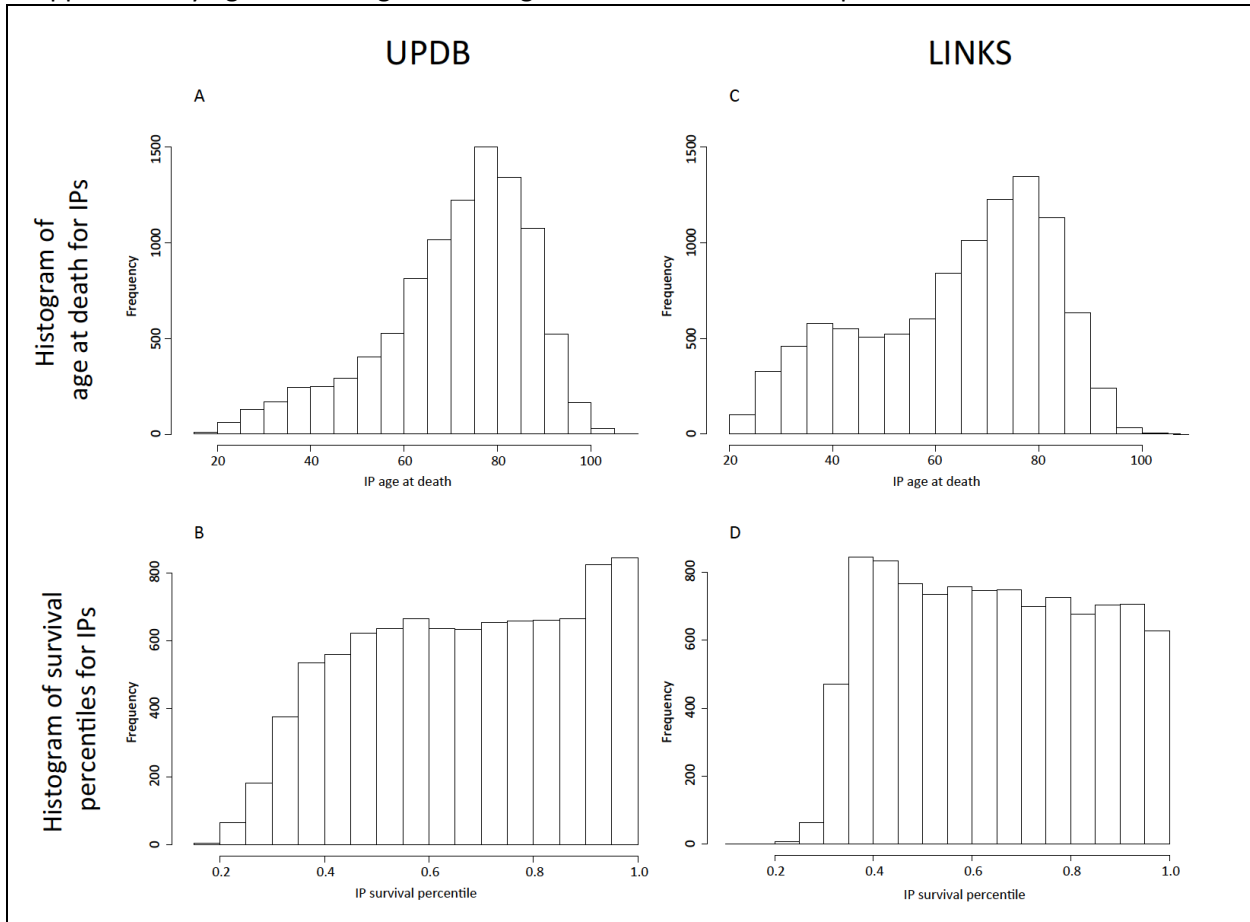 UPDB
LINKS
A
C
Histogram of
age at death for IPs
Frequency
0
500
1000
1500
20
40
60
80
100
IP age at death
Frequency
0
500
1000
1500
20
40
60
80
100
IP age at death
B
D
Histogram of survival
percentiles for IPs
Frequency
0
200
400
600
800
0.2
0.4
0.6
0.8
1.0
IP survival percentile
Frequency
0
200
400
600
800
0.2
0.4
0.6
0.8
1.0
IP survival percentile